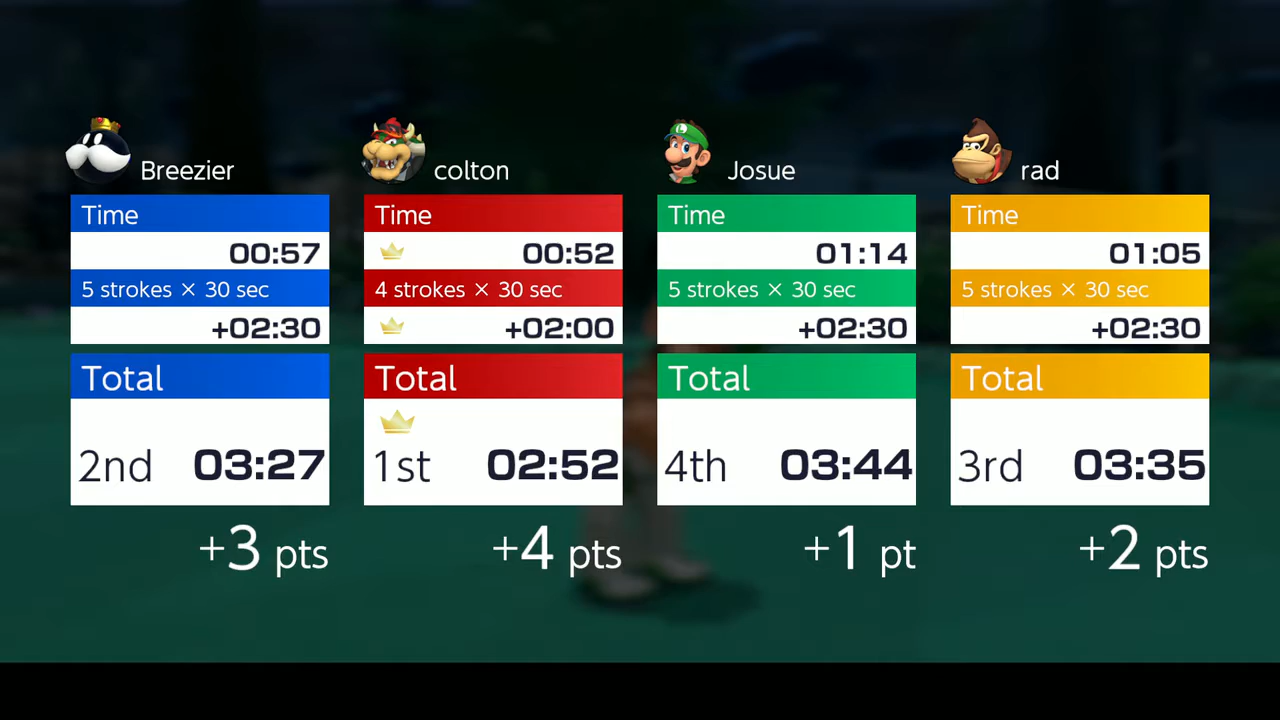 Breezier
Time
00:57
5 strokes × 30 sec
+02:30
Total
2nd 03:27
+3 pts
colton
Time
00:52
4 strokes × 30 sec
+02:00
Total
1st 02:52
+4 pts
L
Josue
Time
01:14
5 strokes × 30 sec
+02:30
Total
4th 03:44
+1 pt
rad
Time
01:05
5 strokes × 30 sec
+02:30
Total
3rd 03:35
+2 pts